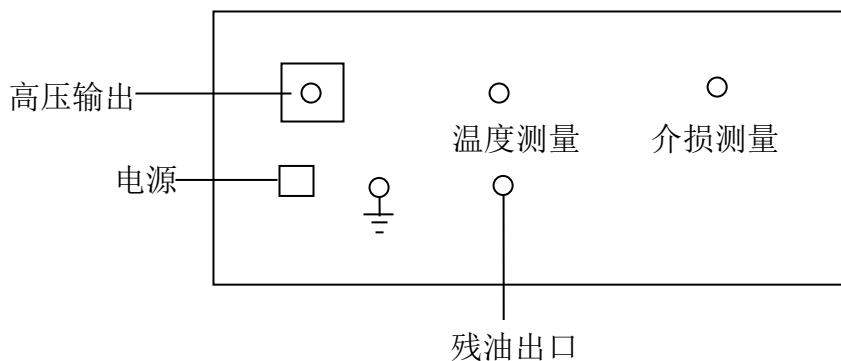 高压输出
温度测量
介损测量
电源
残油出口